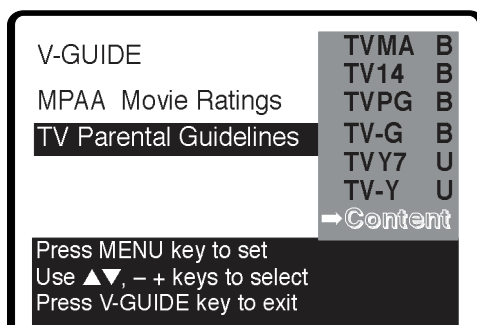 V-GUIDE
MPAA Movie Ratings
TV Parental Guidelines
TVMA B
TV14 B
TVPG B
TV-G B
TVY7 U
TV-Y U
➡Content
Press MENU key to set
Use ▲▼, – + keys to select
Press V-GUIDE key to exit